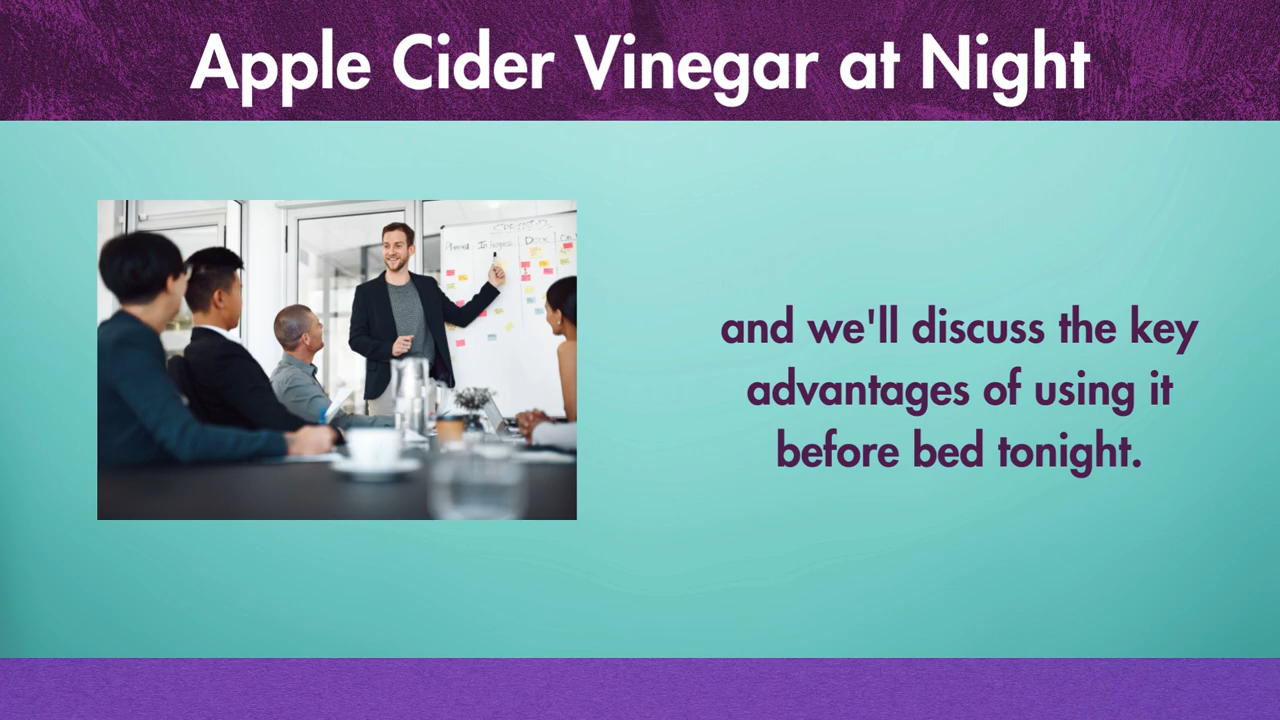 Apple Cider Vinegar at Night
and we'll discuss the key
advantages of using it
before bed tonight.